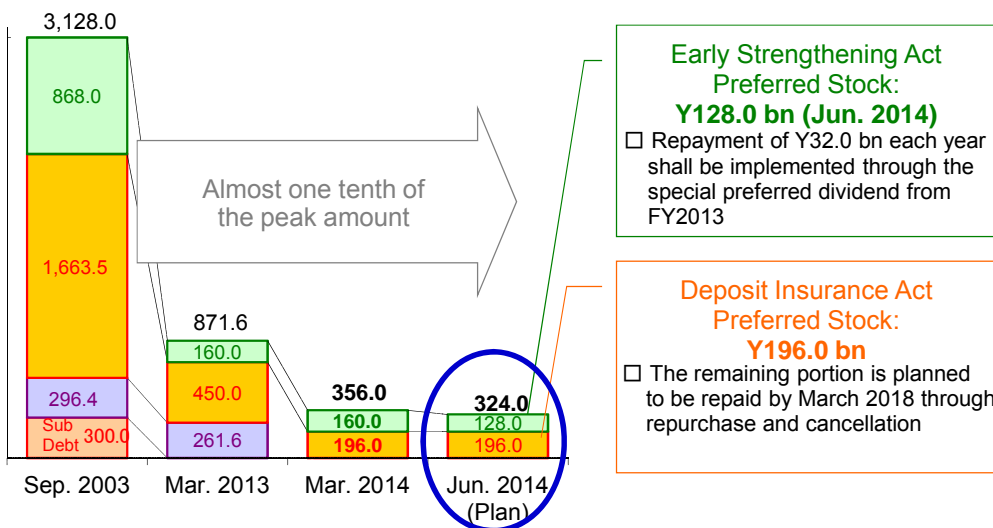 3,128.0
868.0
1,663.5
296.4
Sub
Debt 300.0
Sep. 2003
871.6
160.0
450.0
261.6
Mar. 2013
356.0
160.0
196.0
Mar. 2014
324.0
128.0
196.0
Jun. 2014
(Plan)
Almost one tenth of
the peak amount
Early Strengthening Act
Preferred Stock:
Y128.0 bn (Jun. 2014)
□ Repayment of Y32.0 bn each year
shall be implemented through the
special preferred dividend from
FY2013
Deposit Insurance Act
Preferred Stock:
Y196.0 bn
□ The remaining portion is planned
to be repaid by March 2018 through
repurchase and cancellation